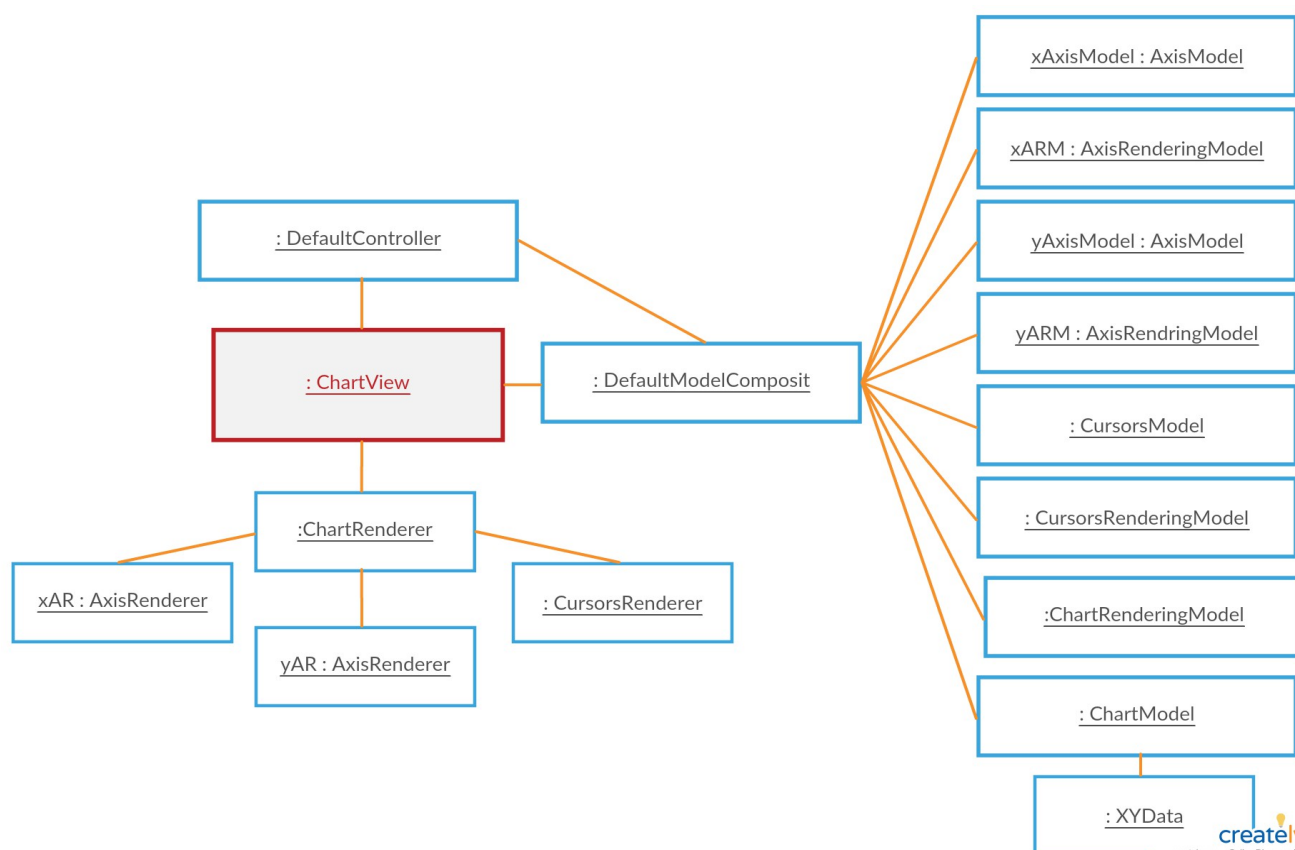 xAxisModel : AxisModel
xARM : AxisRenderingModel
: DefaultController
yAxisModel : AxisModel
yARM : AxisRendringModel
: ChartView
: DefaultModelComposit
: CursorsModel
:ChartRenderer
: CursorsRenderingModel
xAR : AxisRenderer
: CursorsRenderer
:ChartRenderingModel
yAR : AxisRenderer
: ChartModel
: XYData
creately